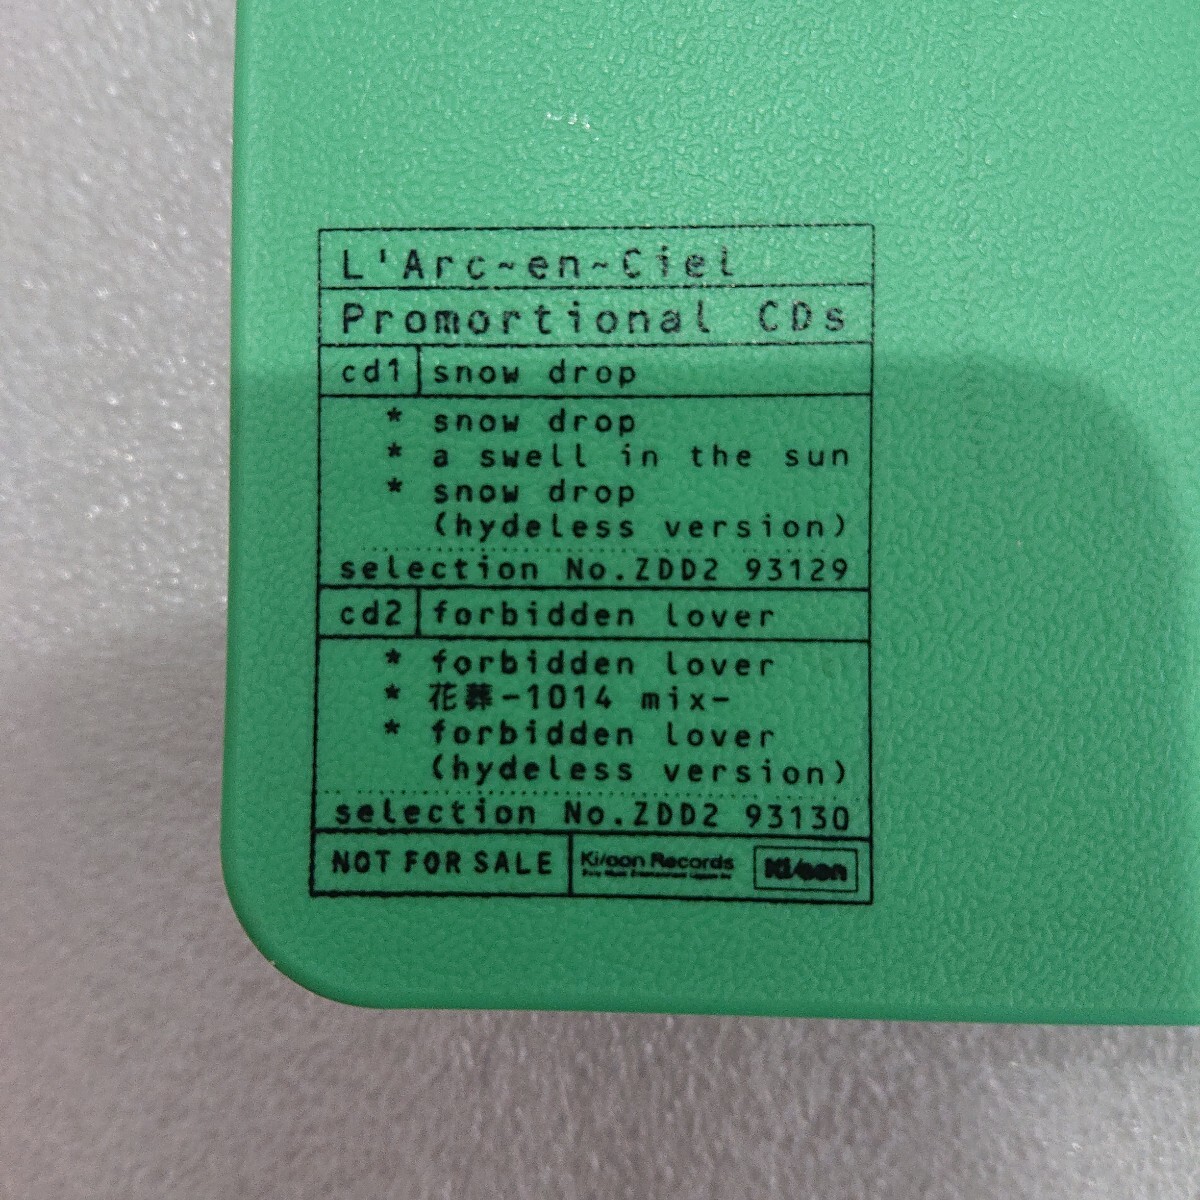 L'Arc~en~Ciel
Promortional CDs
cd1 snow drop
* snow drop
* a swell in the sun
* snow drop
(hydeless version)
selection No.ZDD2 93129
cd2 forbidden lover
* forbidden lover
* 花葬-1014 mix-
* forbidden lover
(hydeless version)
selection No.ZDD2 93130
NOT FOR SALE Ki/oon Records Ki/oon